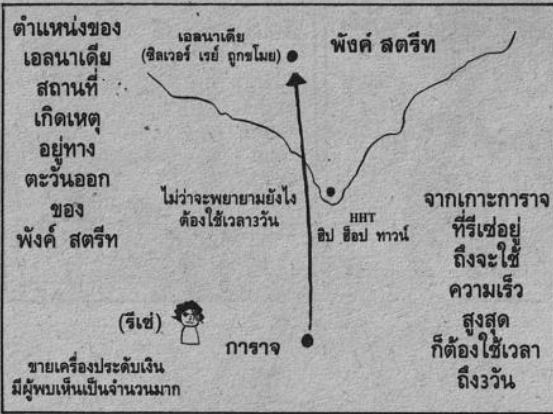 ตำแหน่งของ
เอลนาเดีย
สถานที่
เกิดเหตุ
อยู่ทาง
ตะวันออก
ของ
พังค์ สตรีท
เอลนาเดีย
(ซิลเวอร์ เรย์ ถูกขโมย)
พังค์ สตรีท
ไม่ว่าจะพยายามยังไง
ต้องใช้เวลา3วัน
HHT
ฮิป ฮ็อป ทาวน์
จากเกาะการาจ
ที่รีเซ่อยู่
ถึงจะใช้
ความเร็ว
สูงสุด
ก็ต้องใช้เวลา
ถึง3วัน
(รีเซ่)
การาจ
ขายเครื่องประดับเงิน
มีผู้พบเห็นเป็นจำนวนมาก